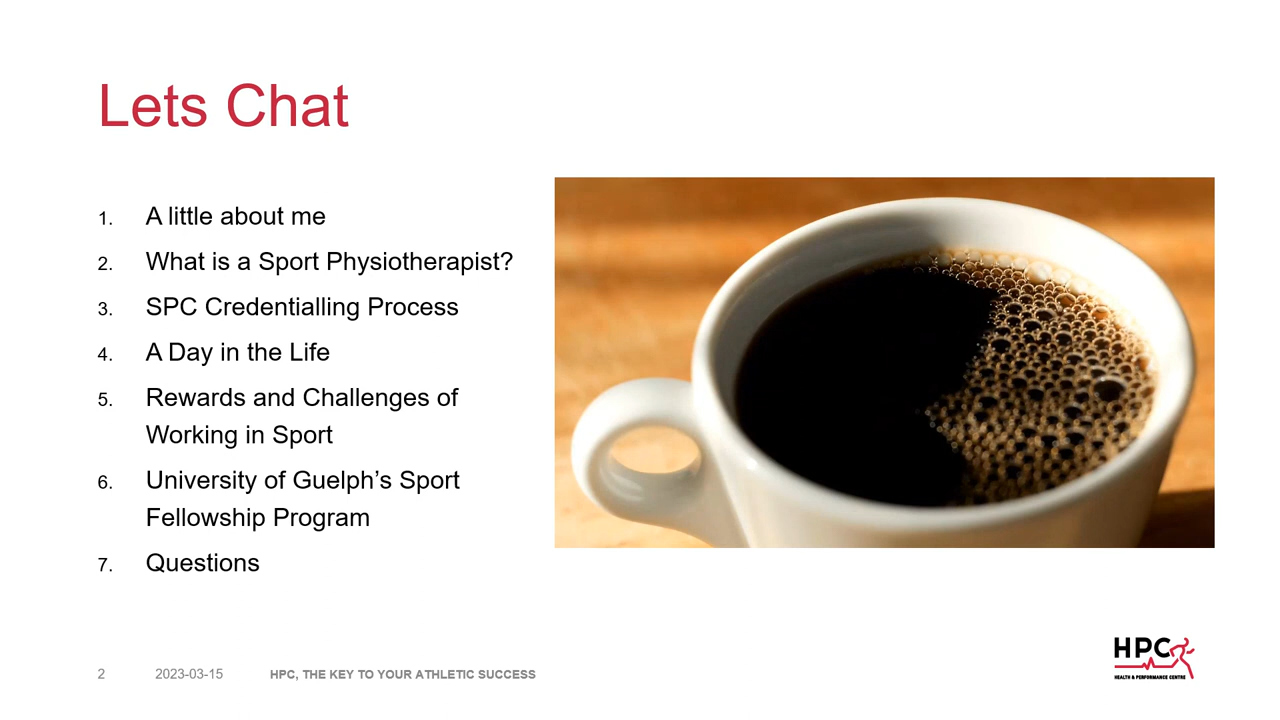 Lets Chat
1. A little about me
2. What is a Sport Physiotherapist?
3. SPC Credentialling Process
4. A Day in the Life
5. Rewards and Challenges of
Working in Sport
6. University of Guelph’s Sport
Fellowship Program
7. Questions
2 2023-03-15 HPC, THE KEY TO YOUR ATHLETIC SUCCESS
HPC
HEALTH & PERFORMANCE CENTRE